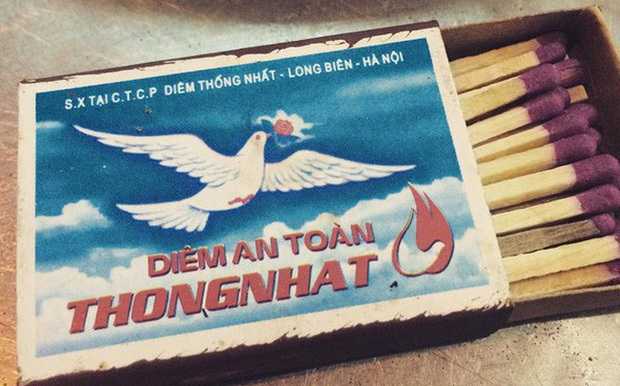 S.X TẠI C.T.C.P DIÊM THỐNG NHẤT - LONG BIÊN - HÀ NỘI
DIÊM AN TOÀN
THONGNHAT